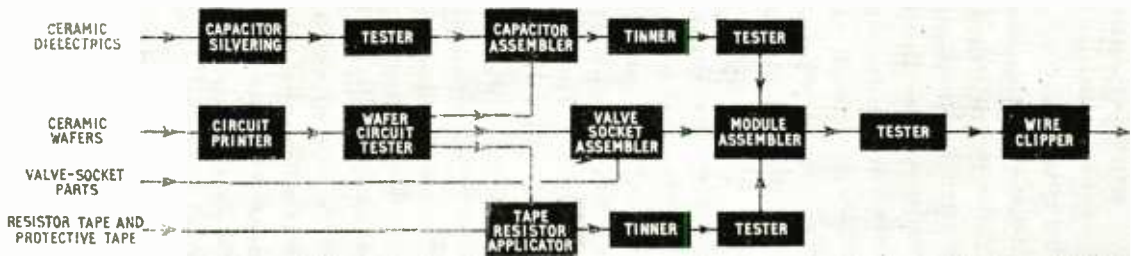 CERAMIC
DIELECTRICS
CAPACITOR
SILVERING
TESTER
CAPACITOR
ASSEMBLER
TINNER
TESTER
CERAMIC
WAFERS
CIRCUIT
PRINTER
WAFER
CIRCUIT
TESTER
VALVE
SOCKET
ASSEMBLER
MODULE
ASSEMBLER
TESTER
WIRE
CLIPPER
VALVE-SOCKET
PARTS
RESISTOR TAPE AND
PROTECTIVE TAPE
TAPE
RESISTOR
APPLICATOR
TINNER
TESTER